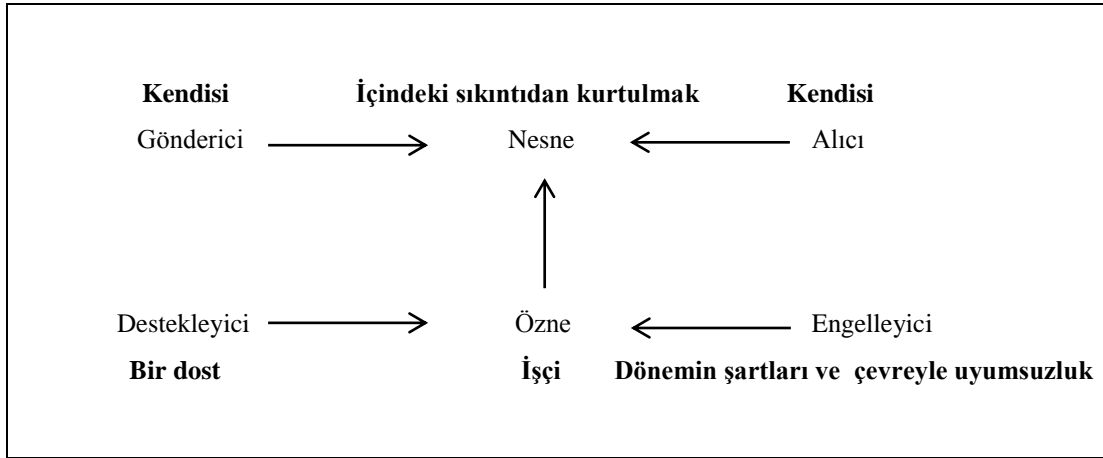 Kendisi İçindeki sıkıntıdan kurtulmak Kendisi
Gönderici Nesne Alıcı
Destekleyici Özne Engelleyici
Bir dost İşçi Dönemin şartları ve çevreyle uyumsuzluk